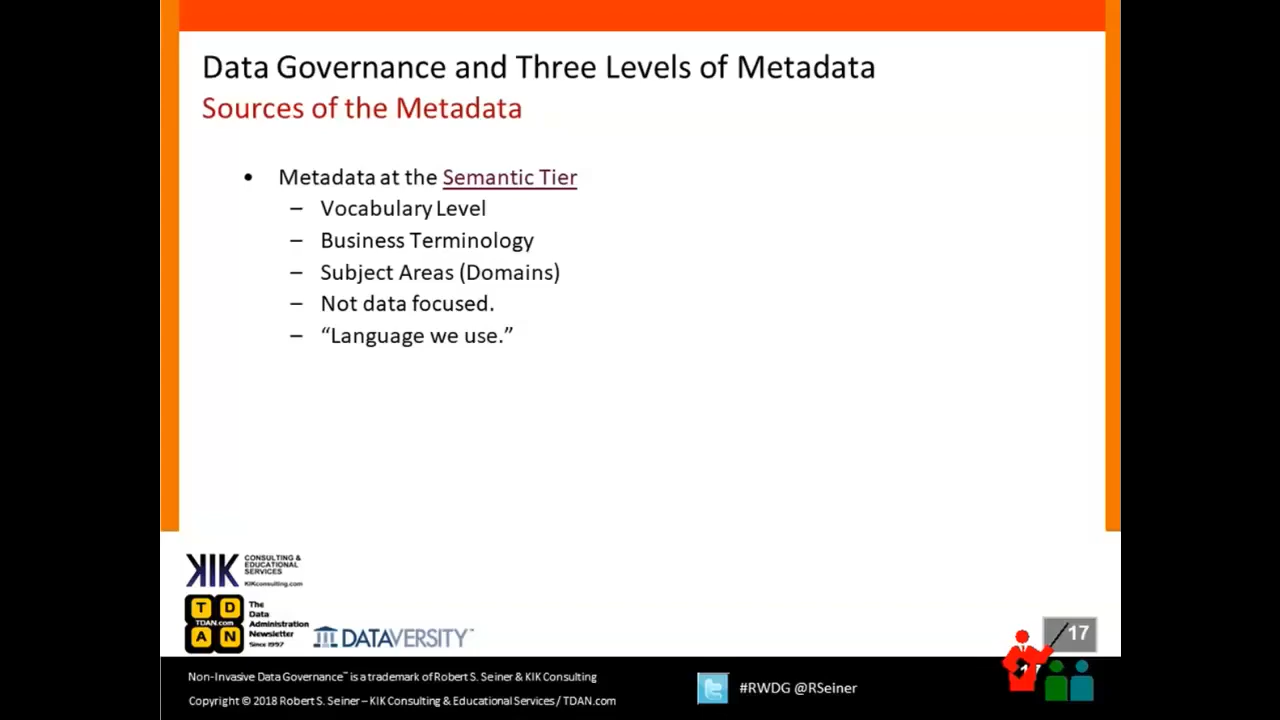 Data Governance and Three Levels of Metadata
Sources of the Metadata
• Metadata at the Semantic Tier
– Vocabulary Level
– Business Terminology
– Subject Areas (Domains)
– Not data focused.
– “Language we use.”
KIK CONSULTING &
EDUCATIONAL
SERVICES
KIKconsulting.com
T D
TDAN.com
A N
The
Data
Administration
Newsletter
Since 1997
DATAVERSITY™
17
Non-Invasive Data Governance™ is a trademark of Robert S. Seiner & KIK Consulting
Copyright © 2018 Robert S. Seiner – KIK Consulting & Educational Services / TDAN.com
#RWDG @RSeiner